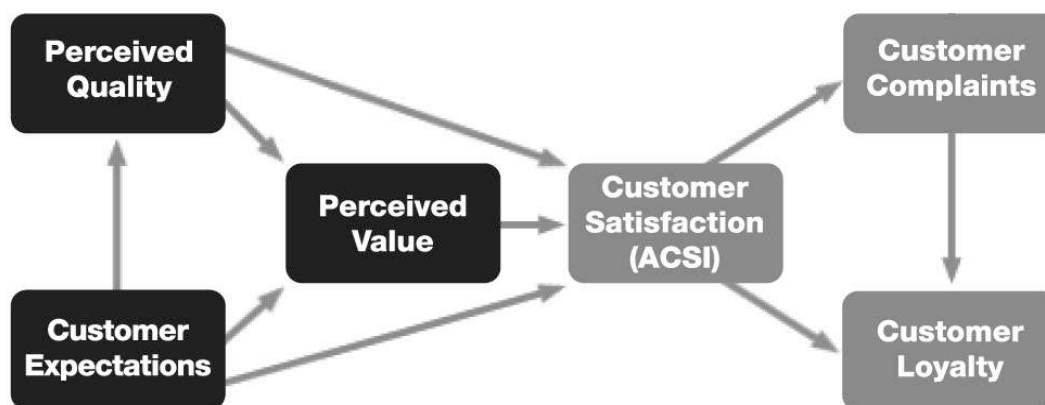 Perceived
Quality
Customer
Complaints
Perceived
Value
Customer
Satisfaction
(ACSI)
Customer
Expectations
Customer
Loyalty